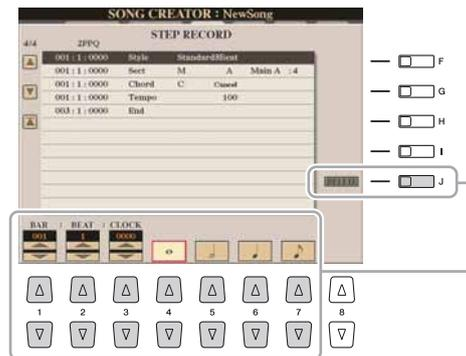 SONG CREATOR : NewSong
STEP RECORD
4/4 2PPQ
001 : 1 : 0000 Style Standard8Beat
001 : 1 : 0000 Sect M A Main A : 4
001 : 1 : 0000 Chord C Cancel
001 : 1 : 0000 Tempo 100
003 : 1 : 0000 End
F
G
H
I
J
BAR : BEAT : CLOCK
001 1 0000
1 2 3 4 5 6 7 8